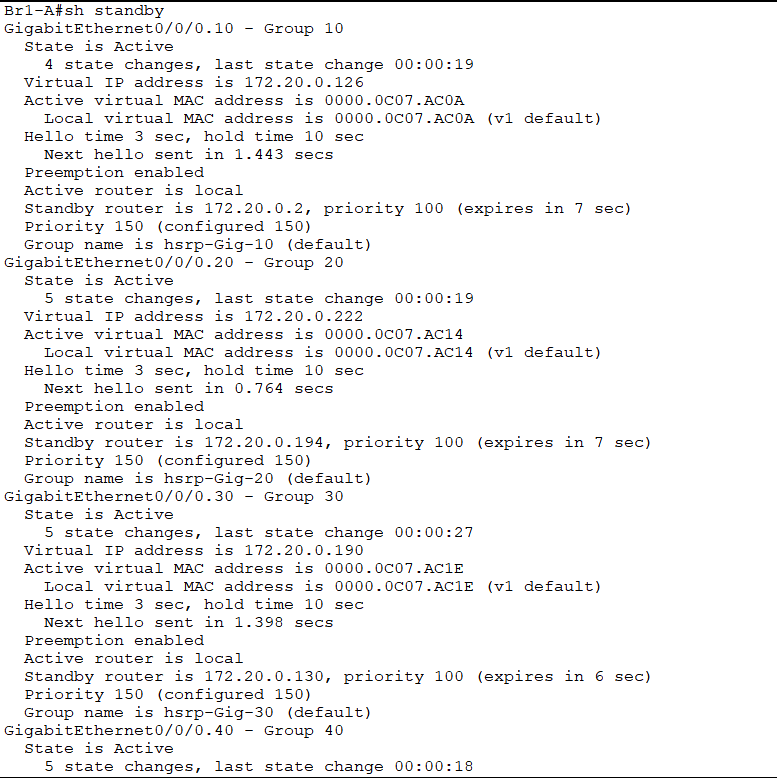 Br1-A#sh standby
GigabitEthernet0/0/0.10 - Group 10
State is Active
4 state changes, last state change 00:00:19
Virtual IP address is 172.20.0.126
Active virtual MAC address is 0000.0C07.AC0A
Local virtual MAC address is 0000.0C07.AC0A (v1 default)
Hello time 3 sec, hold time 10 sec
Next hello sent in 1.443 secs
Preemption enabled
Active router is local
Standby router is 172.20.0.2, priority 100 (expires in 7 sec)
Priority 150 (configured 150)
Group name is hsrp-Gig-10 (default)
GigabitEthernet0/0/0.20 - Group 20
State is Active
5 state changes, last state change 00:00:19
Virtual IP address is 172.20.0.222
Active virtual MAC address is 0000.0C07.AC14
Local virtual MAC address is 0000.0C07.AC14 (v1 default)
Hello time 3 sec, hold time 10 sec
Next hello sent in 0.764 secs
Preemption enabled
Active router is local
Standby router is 172.20.0.194, priority 100 (expires in 7 sec)
Priority 150 (configured 150)
Group name is hsrp-Gig-20 (default)
GigabitEthernet0/0/0.30 - Group 30
State is Active
5 state changes, last state change 00:00:27
Virtual IP address is 172.20.0.190
Active virtual MAC address is 0000.0C07.AC1E
Local virtual MAC address is 0000.0C07.AC1E (v1 default)
Hello time 3 sec, hold time 10 sec
Next hello sent in 1.398 secs
Preemption enabled
Active router is local
Standby router is 172.20.0.130, priority 100 (expires in 6 sec)
Priority 150 (configured 150)
Group name is hsrp-Gig-30 (default)
GigabitEthernet0/0/0.40 - Group 40
State is Active
5 state changes, last state change 00:00:18